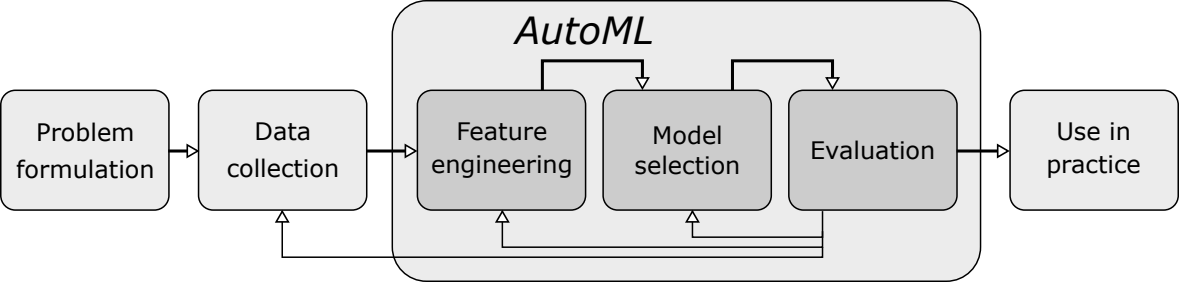 AutoML
Problem
formulation
Data
collection
Feature
engineering
Model
selection
Evaluation
Use in
practice